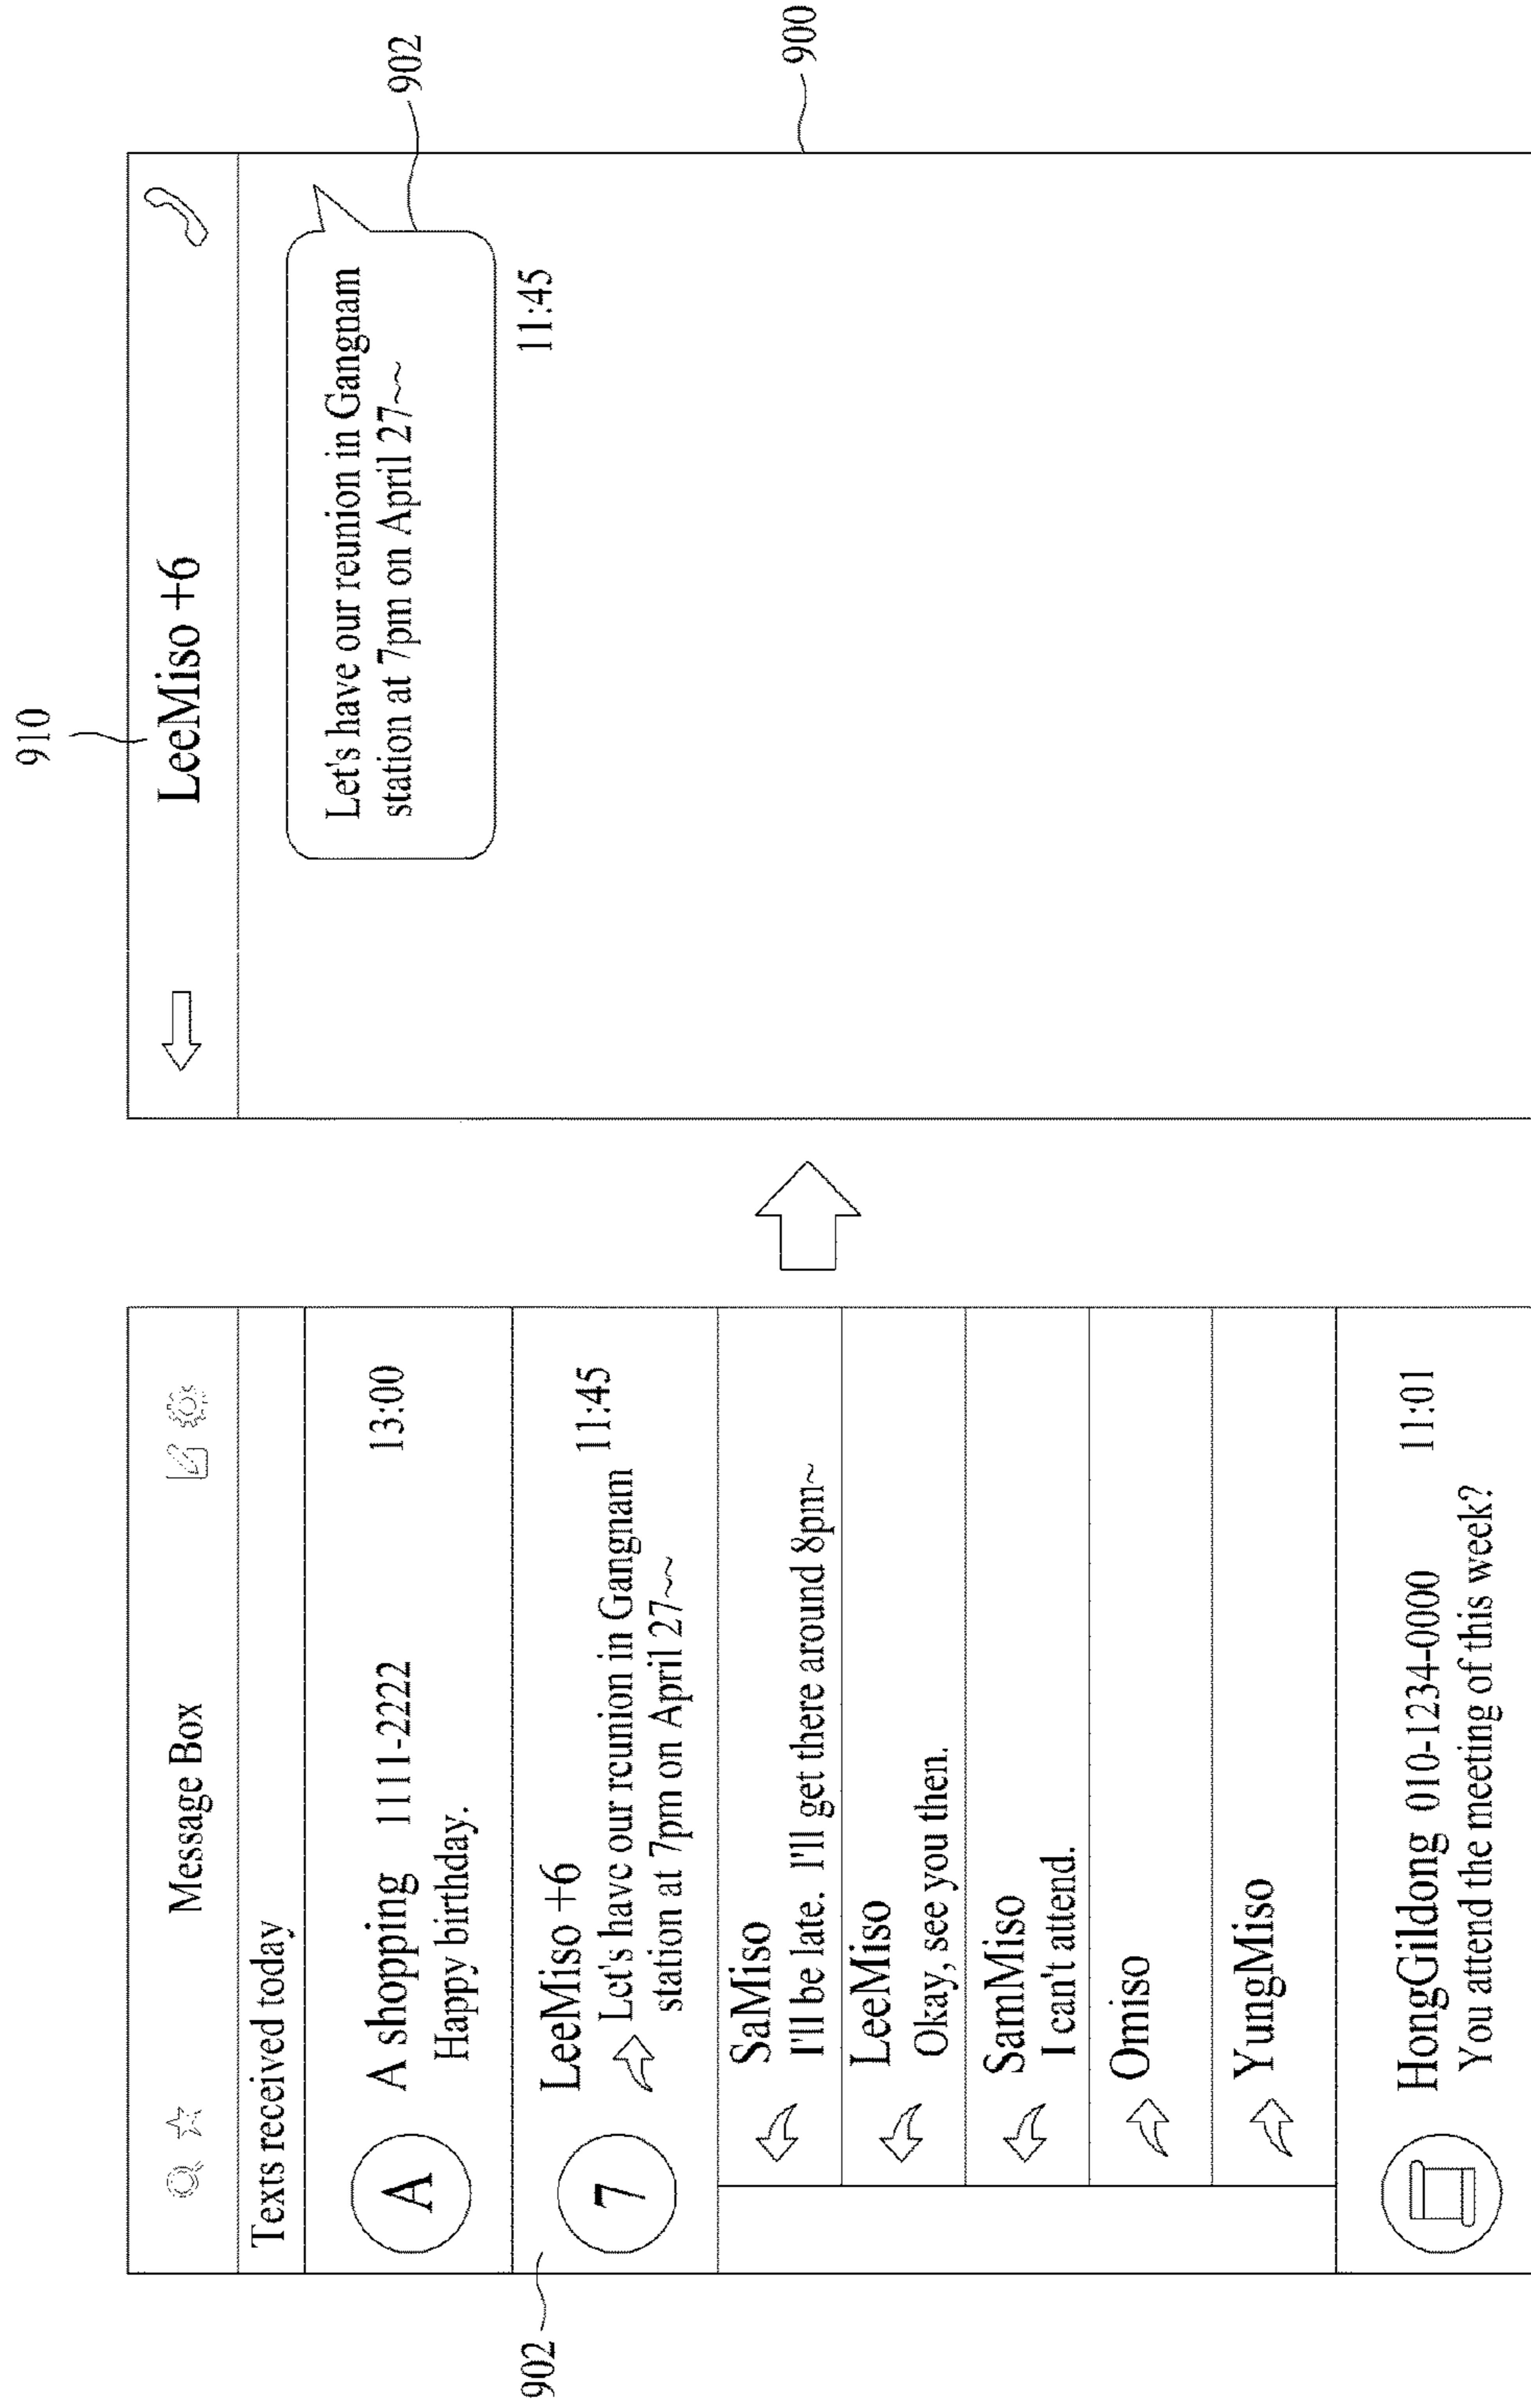 Message Box
Texts received today
A
A shopping 1111-2222
13:00
Happy birthday.
902
7
LeeMiso +6
Let's have our reunion in Gangnam
11:45
station at 7pm on April 27~~
SaMiso
I'll be late. I'll get there around 8pm~
LeeMiso
Okay, see you then.
SamMiso
I can't attend.
Omiso
YungMiso
HongGildong 010-1234-0000
11:01
You attend the meeting of this week?
910
LeeMiso +6
Let's have our reunion in Gangnam
station at 7pm on April 27~~
902
11:45
900